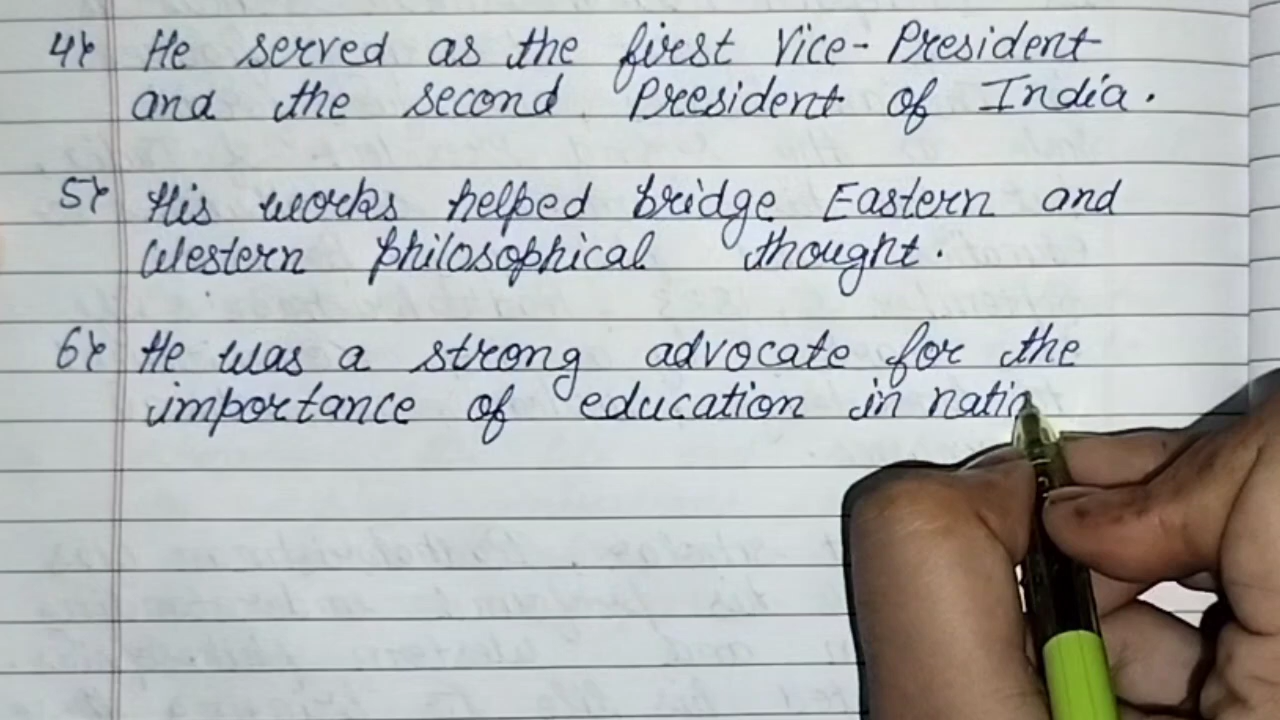 4) He served as the first Vice-President
and the second President of India.
5) His works helped bridge Eastern and
Western philosophical thought.
6) He was a strong advocate for the
importance of education in natio